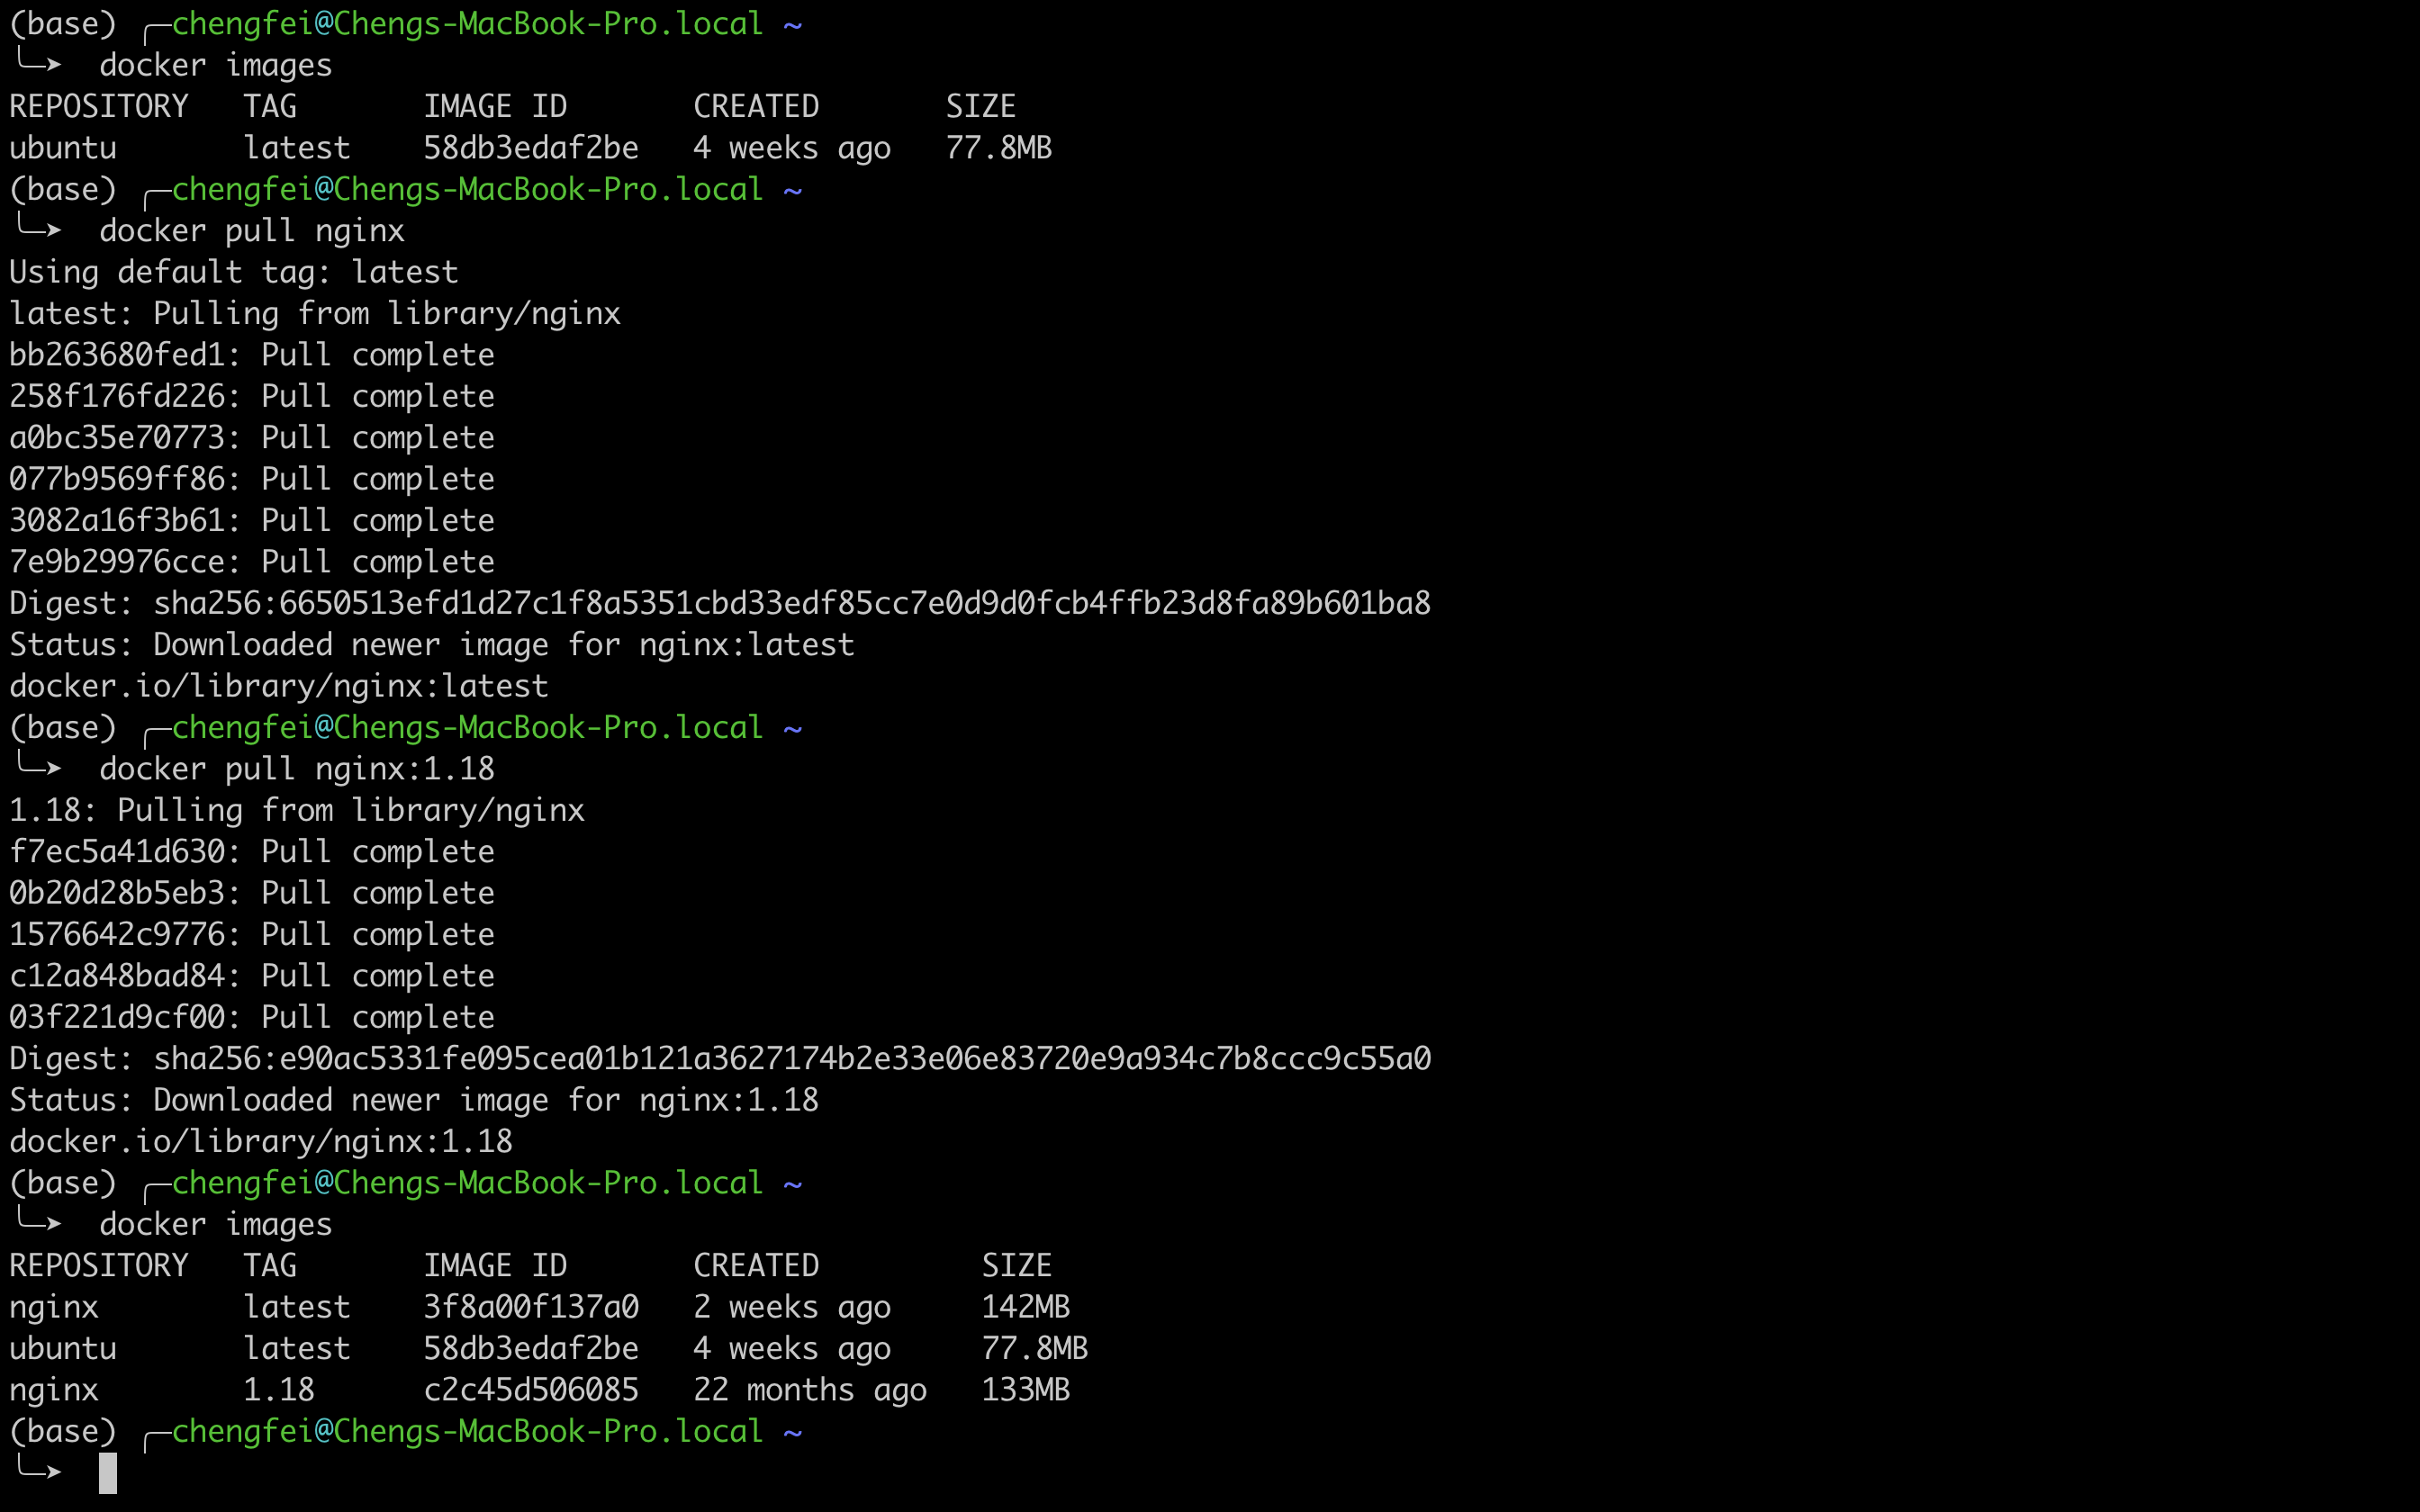 (base) ╭─chengfei@Chengs-MacBook-Pro.local ~
╰─➤  docker images
REPOSITORY   TAG       IMAGE ID       CREATED       SIZE
ubuntu       latest    58db3edaf2be   4 weeks ago   77.8MB
(base) ╭─chengfei@Chengs-MacBook-Pro.local ~
╰─➤  docker pull nginx
Using default tag: latest
latest: Pulling from library/nginx
bb263680fed1: Pull complete
258f176fd226: Pull complete
a0bc35e70773: Pull complete
077b9569ff86: Pull complete
3082a16f3b61: Pull complete
7e9b29976cce: Pull complete
Digest: sha256:6650513efd1d27c1f8a5351cbd33edf85cc7e0d9d0fcb4ffb23d8fa89b601ba8
Status: Downloaded newer image for nginx:latest
docker.io/library/nginx:latest
(base) ╭─chengfei@Chengs-MacBook-Pro.local ~
╰─➤  docker pull nginx:1.18
1.18: Pulling from library/nginx
f7ec5a41d630: Pull complete
0b20d28b5eb3: Pull complete
1576642c9776: Pull complete
c12a848bad84: Pull complete
03f221d9cf00: Pull complete
Digest: sha256:e90ac5331fe095cea01b121a3627174b2e33e06e83720e9a934c7b8ccc9c55a0
Status: Downloaded newer image for nginx:1.18
docker.io/library/nginx:1.18
(base) ╭─chengfei@Chengs-MacBook-Pro.local ~
╰─➤  docker images
REPOSITORY   TAG       IMAGE ID       CREATED         SIZE
nginx        latest    3f8a00f137a0   2 weeks ago     142MB
ubuntu       latest    58db3edaf2be   4 weeks ago     77.8MB
nginx        1.18      c2c45d506085   22 months ago   133MB
(base) ╭─chengfei@Chengs-MacBook-Pro.local ~
╰─➤